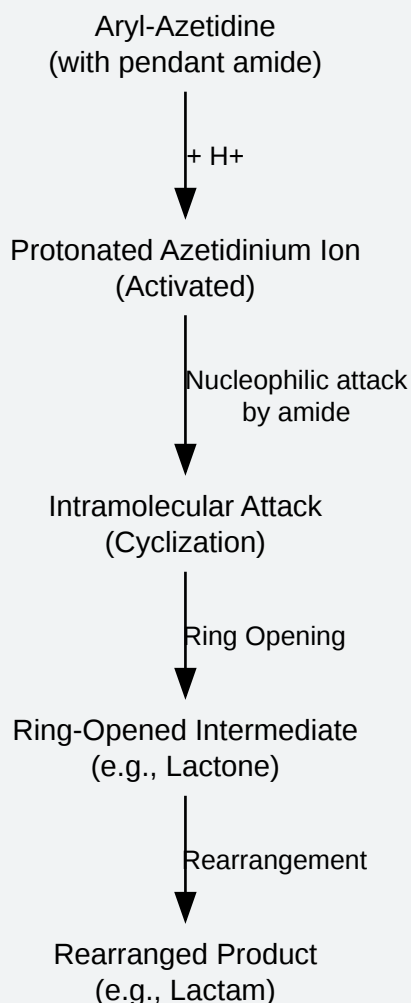 Aryl-Azetidine
(with pendant amide)
+ H+
Protonated Azetidinium Ion
(Activated)
Nucleophilic attack
by amide
Intramolecular Attack
(Cyclization)
Ring Opening
Ring-Opened Intermediate
(e.g., Lactone)
Rearrangement
Rearranged Product
(e.g., Lactam)